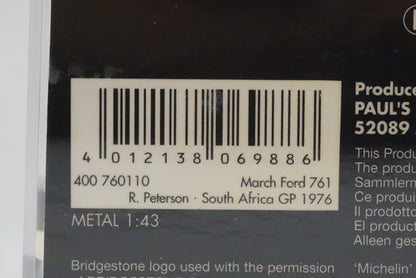 Produce
PAUL'S
52089
4 012138 069886
400 760110 March Ford 761
R. Peterson · South Africa GP 1976
METAL 1:43
This Produ
The produ
Sammlerm
Ce produi
Il prodotto
El product
Alleen ges
Bridgestone logo used with the permission
'Michelin'